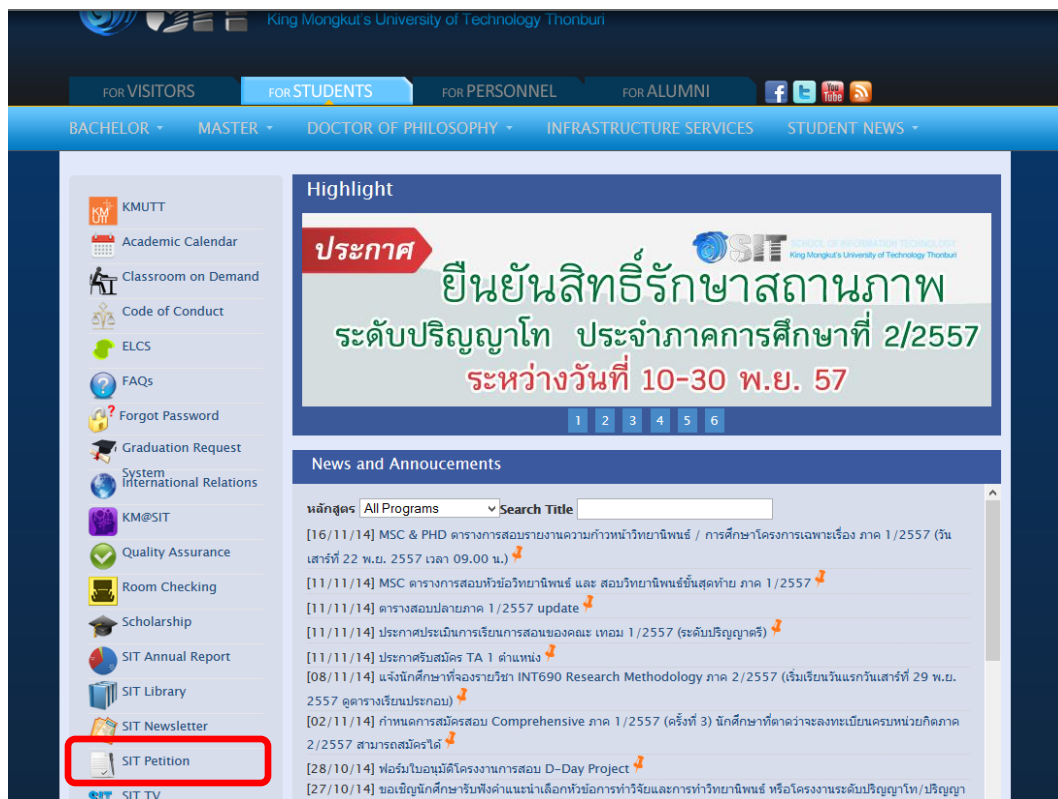 King Mongkut's University of Technology Thonburi
FOR VISITORS
FOR STUDENTS
FOR PERSONNEL
FOR ALUMNI
You Tube
BACHELOR
MASTER
DOCTOR OF PHILOSOPHY
INFRASTRUCTURE SERVICES
STUDENT NEWS
KMUTT
Academic Calendar
Classroom on Demand
Code of Conduct
ELCS
FAQs
Forgot Password
Graduation Request
System
International Relations
KM@SIT
Quality Assurance
Room Checking
Scholarship
SIT Annual Report
SIT Library
SIT Newsletter
SIT Petition
SIT TV
Highlight
ประกาศ
SIT
SCHOOL OF INFORMATION TECHNOLOGY
King Mongkut's University of Technology Thonburi
ยืนยันสิทธิ์รักษาสถานภาพ
ระดับปริญญาโท ประจำภาคการศึกษาที่ 2/2557
ระหว่างวันที่ 10-30 พ.ย. 57
1 2 3 4 5 6
News and Annoucements
หลักสูตร All Programs Search Title
[16/11/14] MSC & PHD ตารางการสอบรายงานความก้าวหน้าวิทยานิพนธ์ / การศึกษาโครงการเฉพาะเรื่อง ภาค 1/2557 (วัน
เสาร์ที่ 22 พ.ย. 2557 เวลา 09.00 น.)
[11/11/14] MSC ตารางการสอบหัวข้อวิทยานิพนธ์ และ สอบวิทยานิพนธ์ขั้นสุดท้าย ภาค 1/2557
[11/11/14] ตารางสอบปลายภาค 1/2557 update
[11/11/14] ประกาศประเมินการเรียนการสอนของคณะ เทอม 1/2557 (ระดับปริญญาตรี)
[11/11/14] ประกาศรับสมัคร TA 1 ตำแหน่ง
[08/11/14] แจ้งนักศึกษาที่จองรายวิชา INT690 Research Methodology ภาค 2/2557 (เริ่มเรียนวันแรกวันเสาร์ที่ 29 พ.ย.
2557 ดูตารางเรียนประกอบ)
[02/11/14] กำหนดการสมัครสอบ Comprehensive ภาค 1/2557 (ครั้งที่ 3) นักศึกษาที่คาดว่าจะลงทะเบียนครบหน่วยกิตภาค
2/2557 สามารถสมัครได้
[28/10/14] ฟอร์มใบอนุมัติโครงงานการสอบ D-Day Project
[27/10/14] ขอเชิญนักศึกษารับฟังคำแนะนำเลือกหัวข้อการทำวิจัยและการทำวิทยานิพนธ์ หรือโครงงานระดับปริญญาโท/ปริญญา